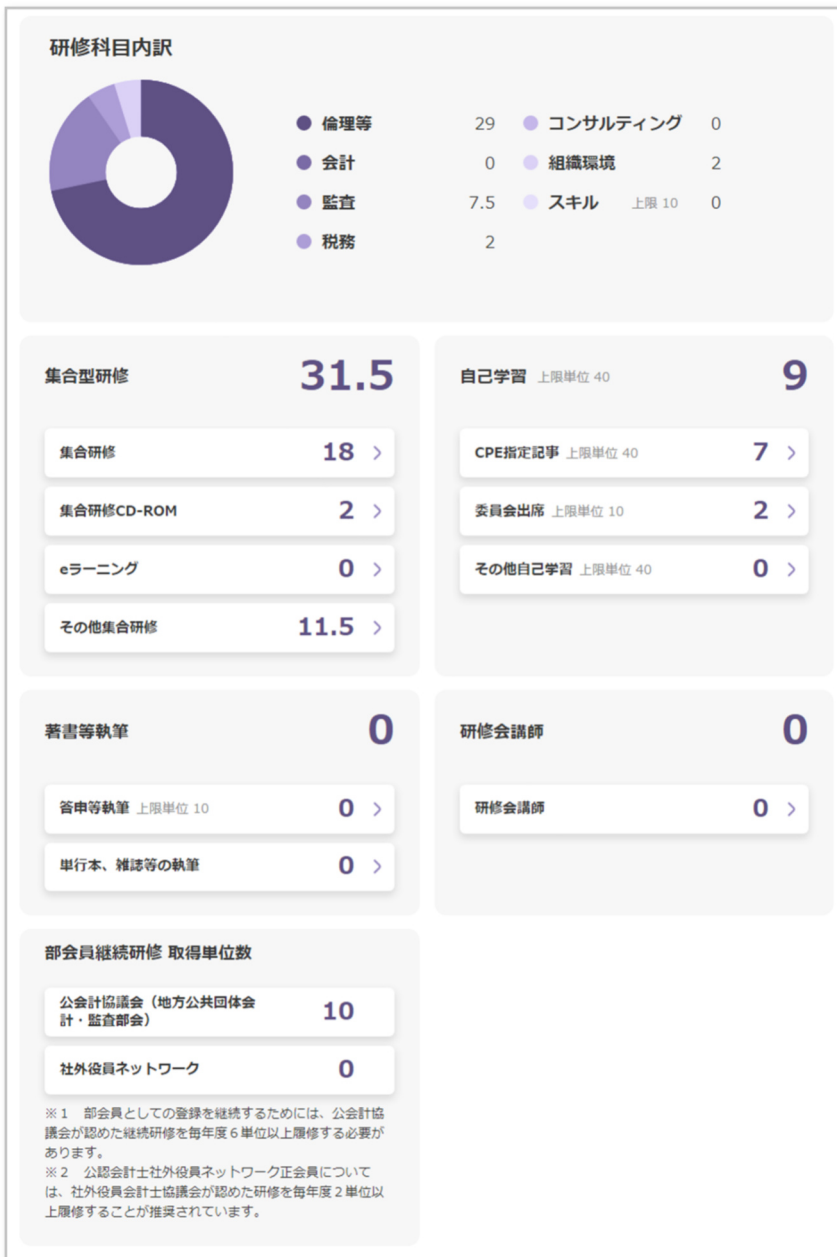 研修科目内訳
倫理等 29
会計 0
監査 7.5
税務 2
コンサルティング 0
組織環境 2
スキル 上限 10 0
集合型研修 31.5
集合研修 18
集合研修CD-ROM 2
eラーニング 0
その他集合研修 11.5
自己学習 上限単位 40 9
CPE指定記事 上限単位 40 7
委員会出席 上限単位 10 2
その他自己学習 上限単位 40 0
著書等執筆 0
答申等執筆 上限単位 10 0
単行本、雑誌等の執筆 0
研修会講師 0
研修会講師 0
部会員継続研修 取得単位数
公会計協議会（地方公共団体会
計・監査部会） 10
社外役員ネットワーク 0
※１　部会員としての登録を継続するためには、公会計協
議会が認めた継続研修を毎年度６単位以上履修する必要が
あります。
※２　公認会計士社外役員ネットワーク正会員について
は、社外役員会計士協議会が認めた研修を毎年度２単位以
上履修することが推奨されています。